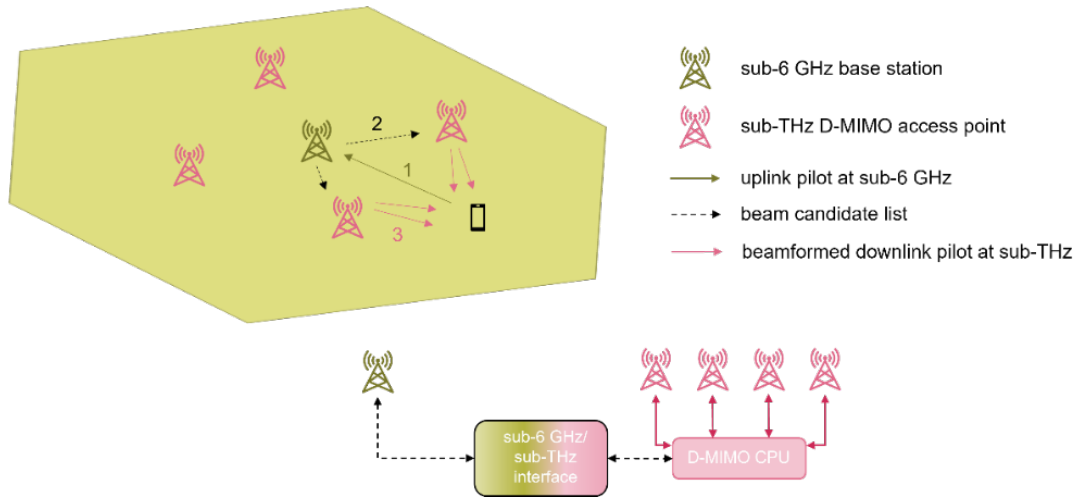 sub-6 GHz base station
2
sub-THz D-MIMO access point
1
uplink pilot at sub-6 GHz
beam candidate list
3
beamformed downlink pilot at sub-THz
sub-6 GHz/
sub-THz
interface
D-MIMO CPU